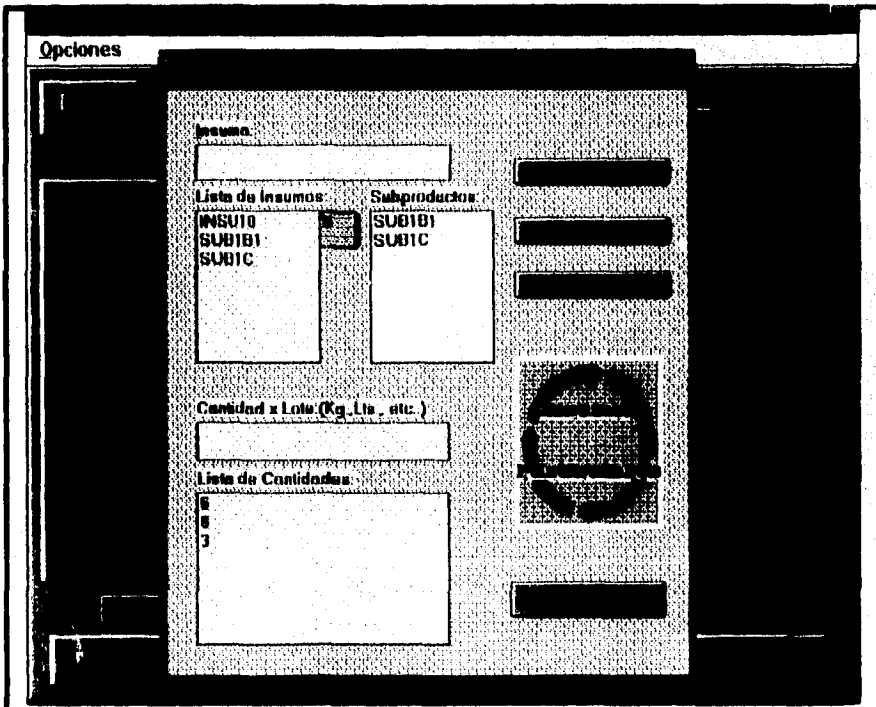 Opciones
Insumo:
Lista de Insumos:
Subproductos:
INSU10
SUB1B1
SUB1C
SUB1B1
SUB1C
Cantidad x Lote:(Kg.,Lts., etc..)
Lista de Cantidades:
6
3